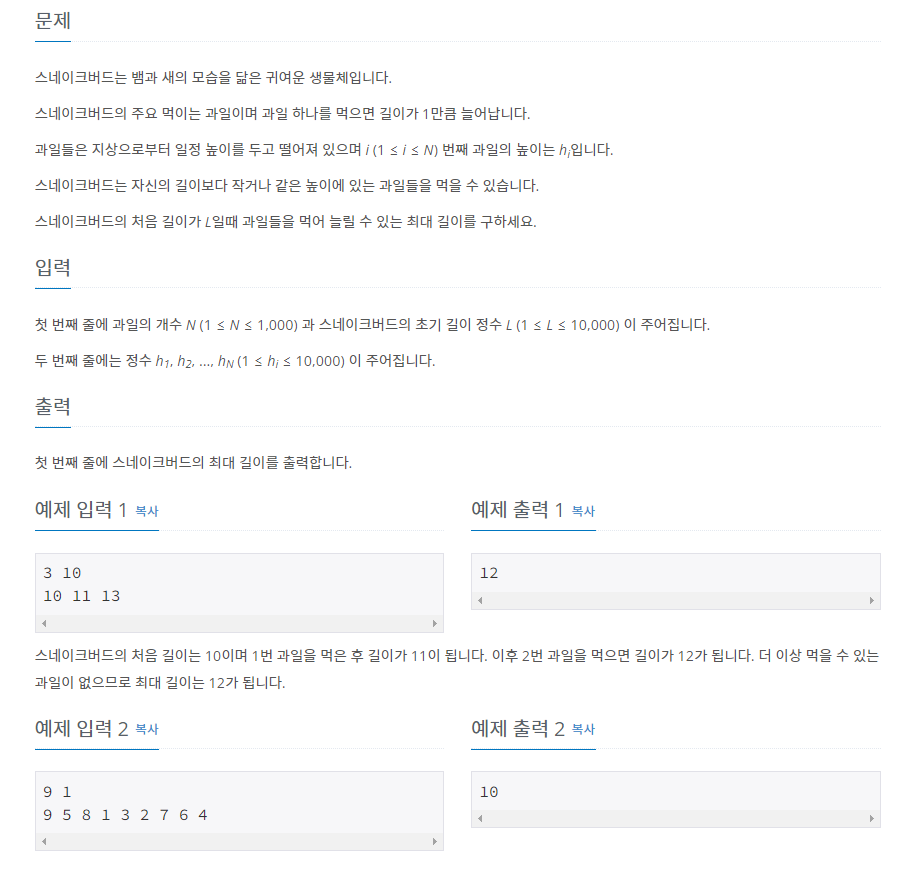 문제
스네이크버드는 뱀과 새의 모습을 닮은 귀여운 생물체입니다.
스네이크버드의 주요 먹이는 과일이며 과일 하나를 먹으면 길이가 1만큼 늘어납니다.
과일들은 지상으로부터 일정 높이를 두고 떨어져 있으며 i (1 ≤ i ≤ N) 번째 과일의 높이는 hi입니다.
스네이크버드는 자신의 길이보다 작거나 같은 높이에 있는 과일들을 먹을 수 있습니다.
스네이크버드의 처음 길이가 L일때 과일들을 먹어 늘릴 수 있는 최대 길이를 구하세요.
입력
첫 번째 줄에 과일의 개수 N (1 ≤ N ≤ 1,000) 과 스네이크버드의 초기 길이 정수 L (1 ≤ L ≤ 10,000) 이 주어집니다.
두 번째 줄에는 정수 h1, h2, ..., hN (1 ≤ hi ≤ 10,000) 이 주어집니다.
출력
첫 번째 줄에 스네이크버드의 최대 길이를 출력합니다.
예제 입력 1 복사
3 10
10 11 13
예제 출력 1 복사
12
스네이크버드의 처음 길이는 10이며 1번 과일을 먹은 후 길이가 11이 됩니다. 이후 2번 과일을 먹으면 길이가 12가 됩니다. 더 이상 먹을 수 있는
과일이 없으므로 최대 길이는 12가 됩니다.
예제 입력 2 복사
9 1
9 5 8 1 3 2 7 6 4
예제 출력 2 복사
10